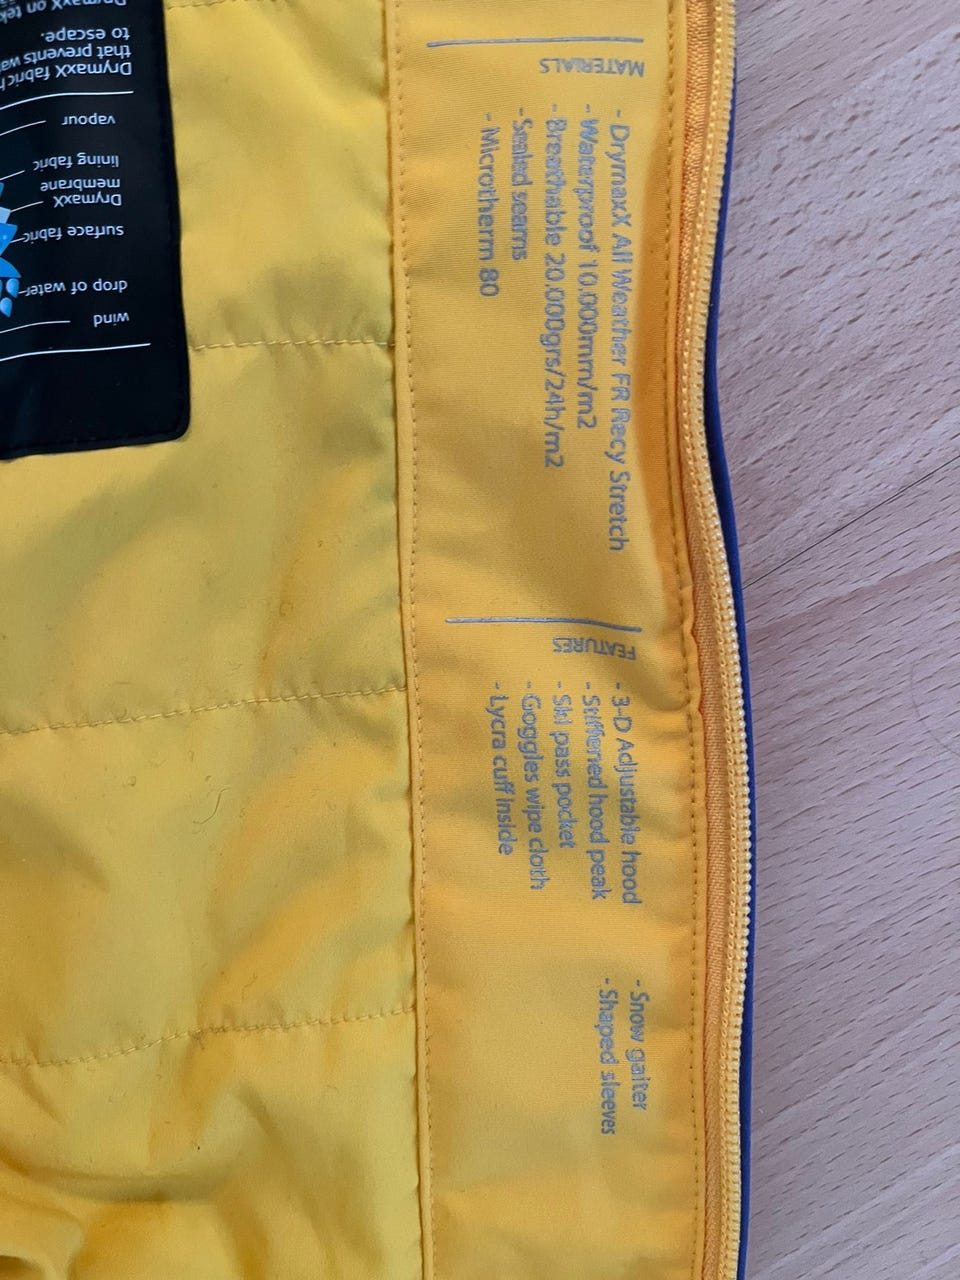 MATERIALS
- DrymaxX All Weather FR Recy Stretch
- Waterproof 10.000mm/m2
- Breathable 20.000grs/24h/m2
- Sealed seams
- Microtherm 80
FEATURES
- 3-D Adjustable hood
- Stiffened hood peak
- Ski pass pocket
- Goggles wipe cloth
- Lycra cuff inside
- Snow gaiter
- Shaped sleeves
wind
drop of water
surface fabric
DrymaxX
membrane
lining fabric
vapour
DrymaxX fabric
that prevents
to escape.
DrymaxX on